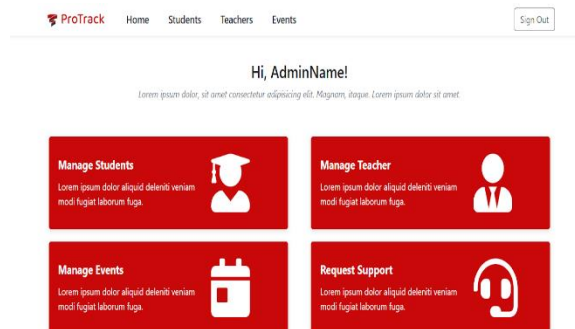 ProTrack Home Students Teachers Events Sign Out
Hi, AdminName!
Lorem ipsum dolor, sit amet consectetur adipisicing elit. Magnam, itaque. Lorem ipsum dolor sit amet.
Manage Students
Lorem ipsum dolor aliquid deleniti veniam
modi fugiat laborum fuga.
Manage Teacher
Lorem ipsum dolor aliquid deleniti veniam
modi fugiat laborum fuga.
Manage Events
Lorem ipsum dolor aliquid deleniti veniam
modi fugiat laborum fuga.
Request Support
Lorem ipsum dolor aliquid deleniti veniam
modi fugiat laborum fuga.